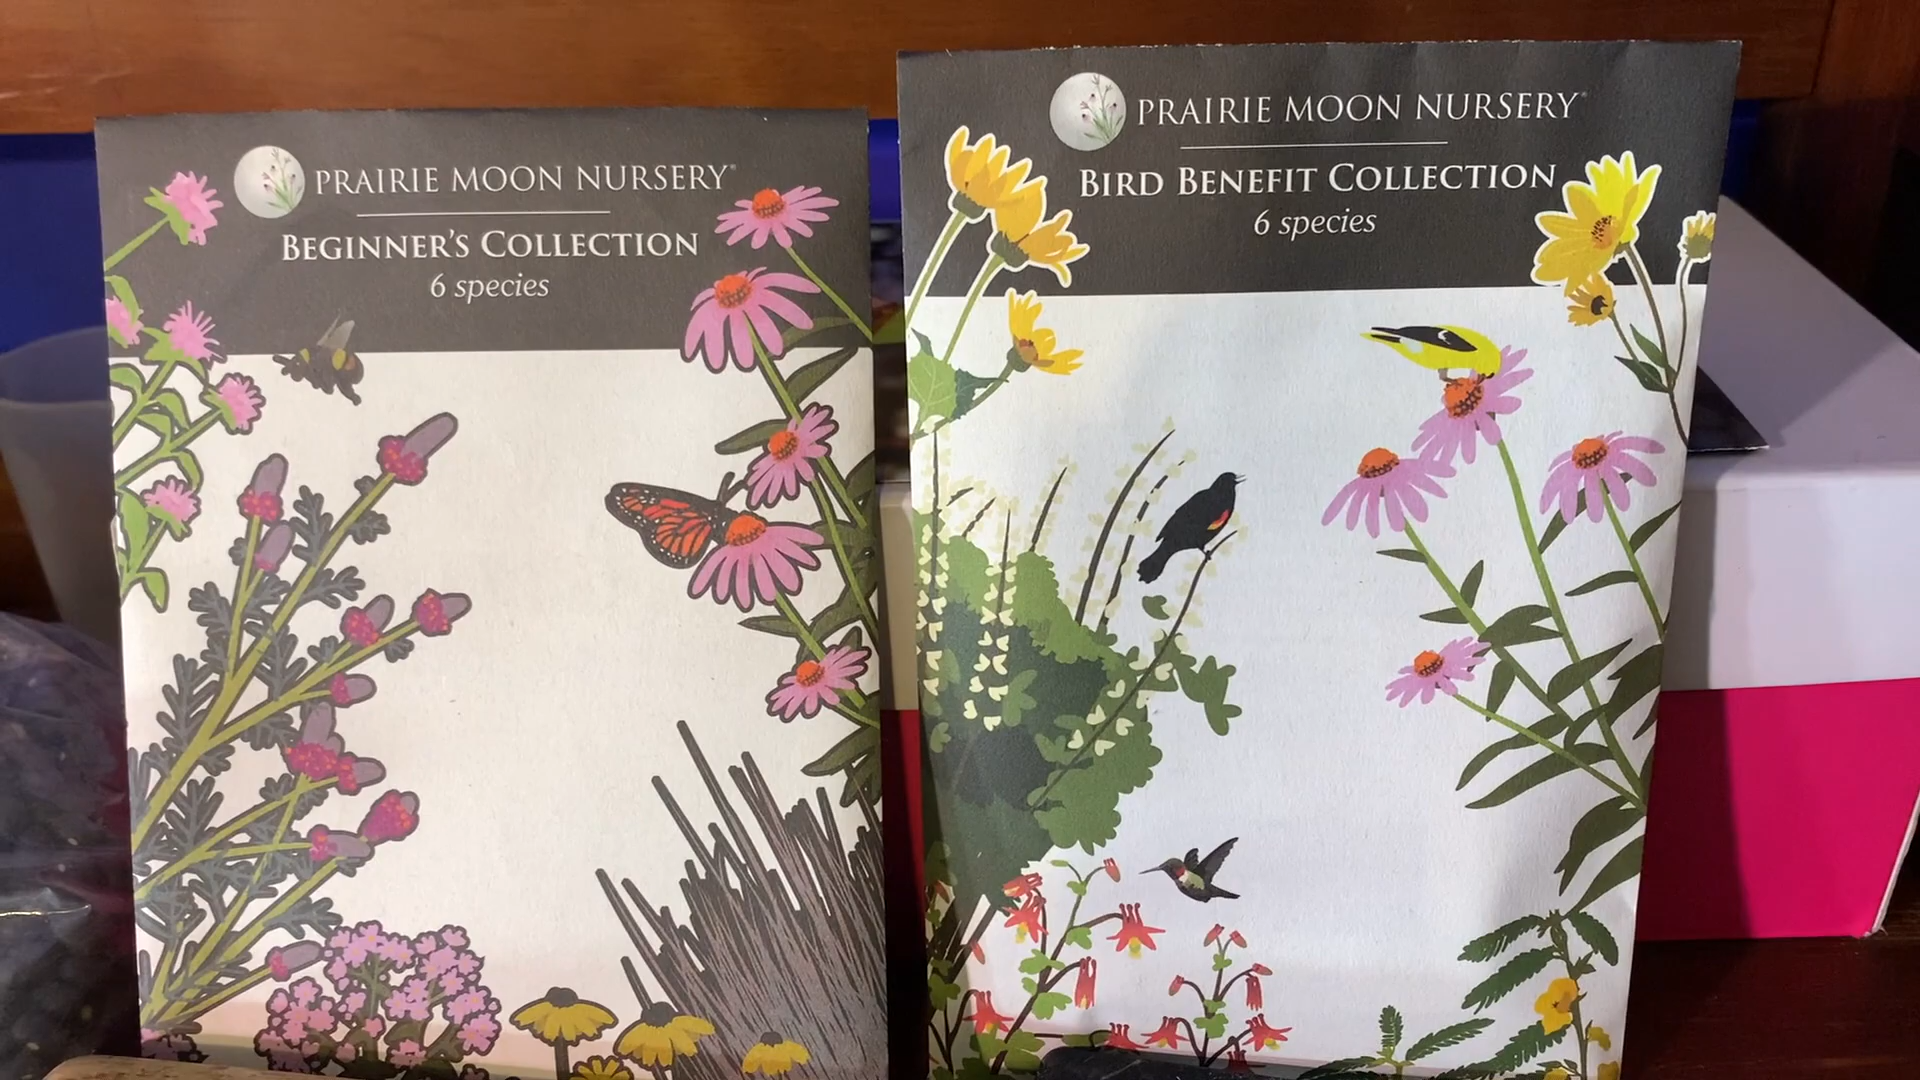 PRAIRIE MOON NURSERY®
BEGINNER'S COLLECTION
6 species
PRAIRIE MOON NURSERY®
BIRD BENEFIT COLLECTION
6 species